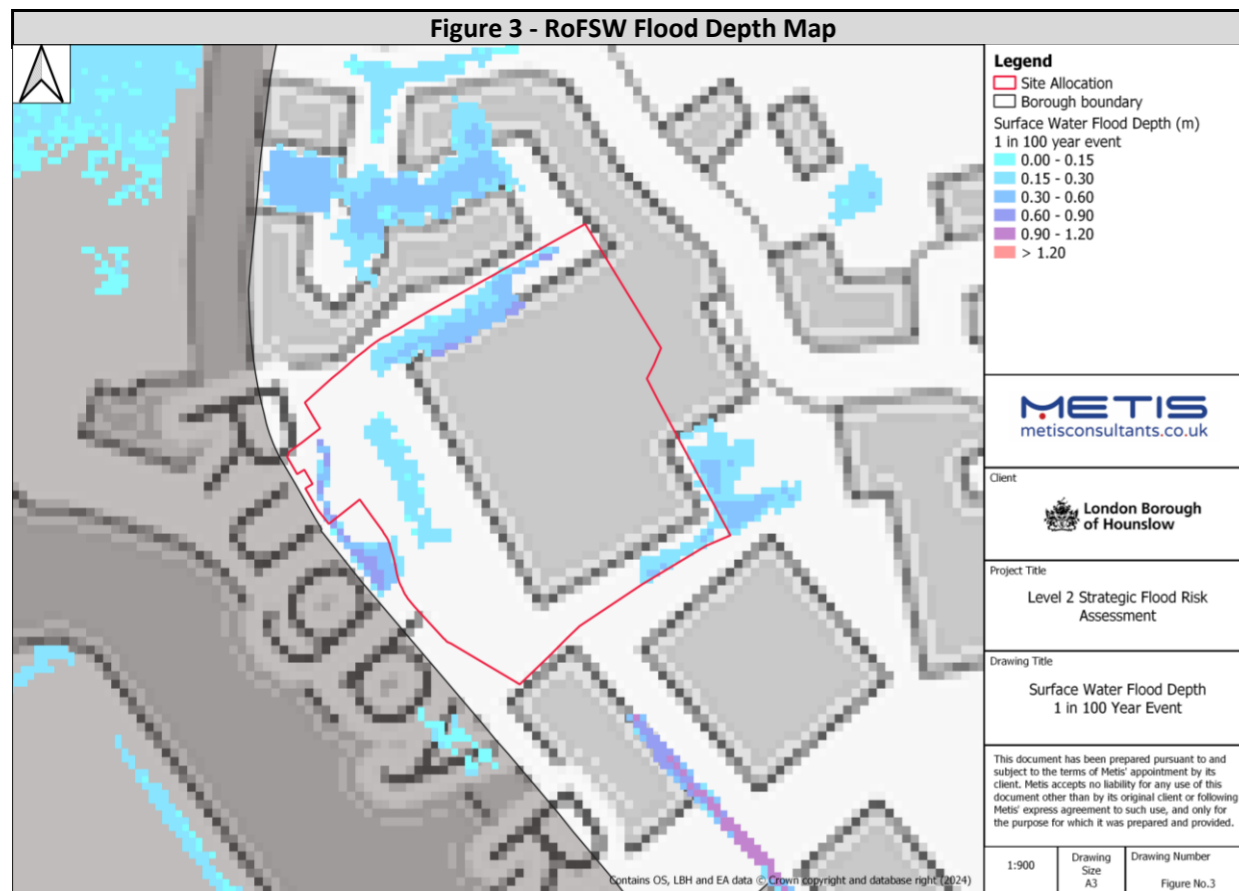 Figure 3 - RoFSW Flood Depth Map
Legend
Site Allocation
Borough boundary
Surface Water Flood Depth (m)
1 in 100 year event
0.00 - 0.15
0.15 - 0.30
0.30 - 0.60
0.60 - 0.90
0.90 - 1.20
> 1.20
METIS
metisconsultants.co.uk
Client
London Borough
of Hounslow
Project Title
Level 2 Strategic Flood Risk
Assessment
Drawing Title
Surface Water Flood Depth
1 in 100 Year Event
This document has been prepared pursuant to and
subject to the terms of Metis' appointment by its
client. Metis accepts no liability for any use of this
document other than by its original client or following
Metis' express agreement to such use, and only for
the purpose for which it was prepared and provided.
1:900
Drawing
Size
A3
Drawing Number
Figure No.3
Rugby R
Contains OS, LBH and EA data © Crown copyright and database right (2024)